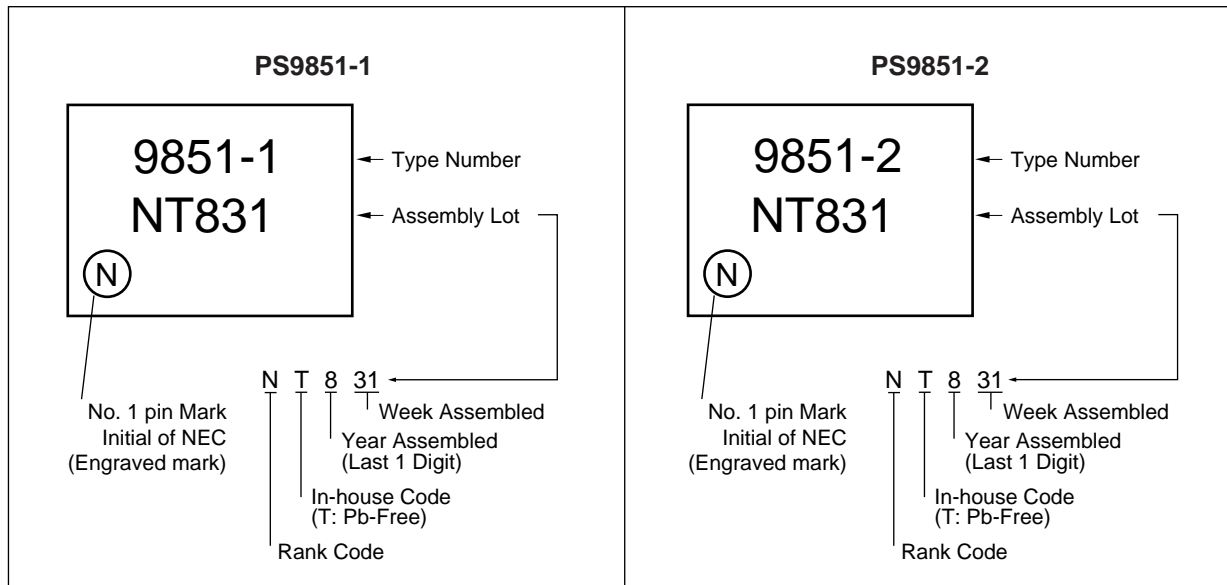 PS9851-1
9851-1
NT831
N
Type Number
Assembly Lot
N T 8 31
Week Assembled
Year Assembled
(Last 1 Digit)
In-house Code
(T: Pb-Free)
Rank Code
No. 1 pin Mark
Initial of NEC
(Engraved mark)
PS9851-2
9851-2
NT831
N
Type Number
Assembly Lot
N T 8 31
Week Assembled
Year Assembled
(Last 1 Digit)
In-house Code
(T: Pb-Free)
Rank Code
No. 1 pin Mark
Initial of NEC
(Engraved mark)